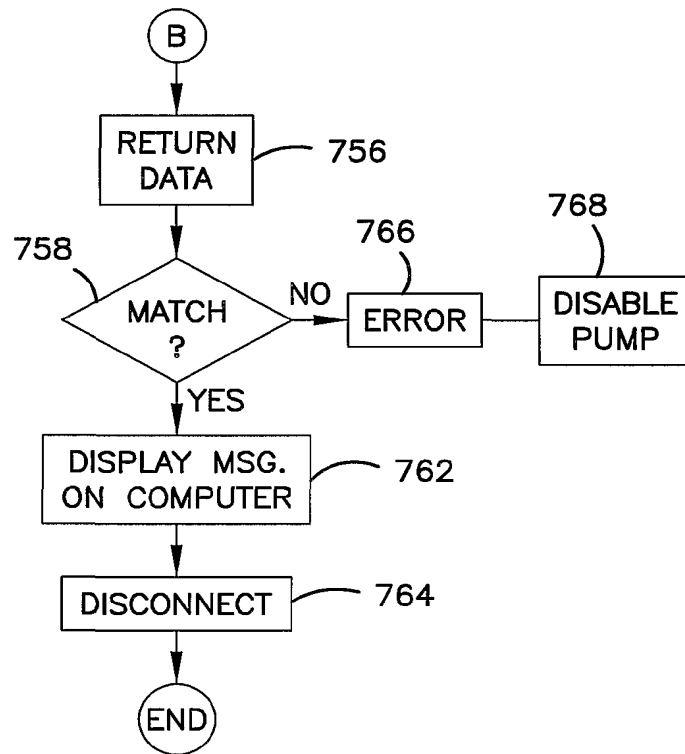 B
RETURN
DATA
756
758
MATCH
?
NO
766
ERROR
768
DISABLE
PUMP
YES
DISPLAY MSG.
ON COMPUTER
762
DISCONNECT
764
END